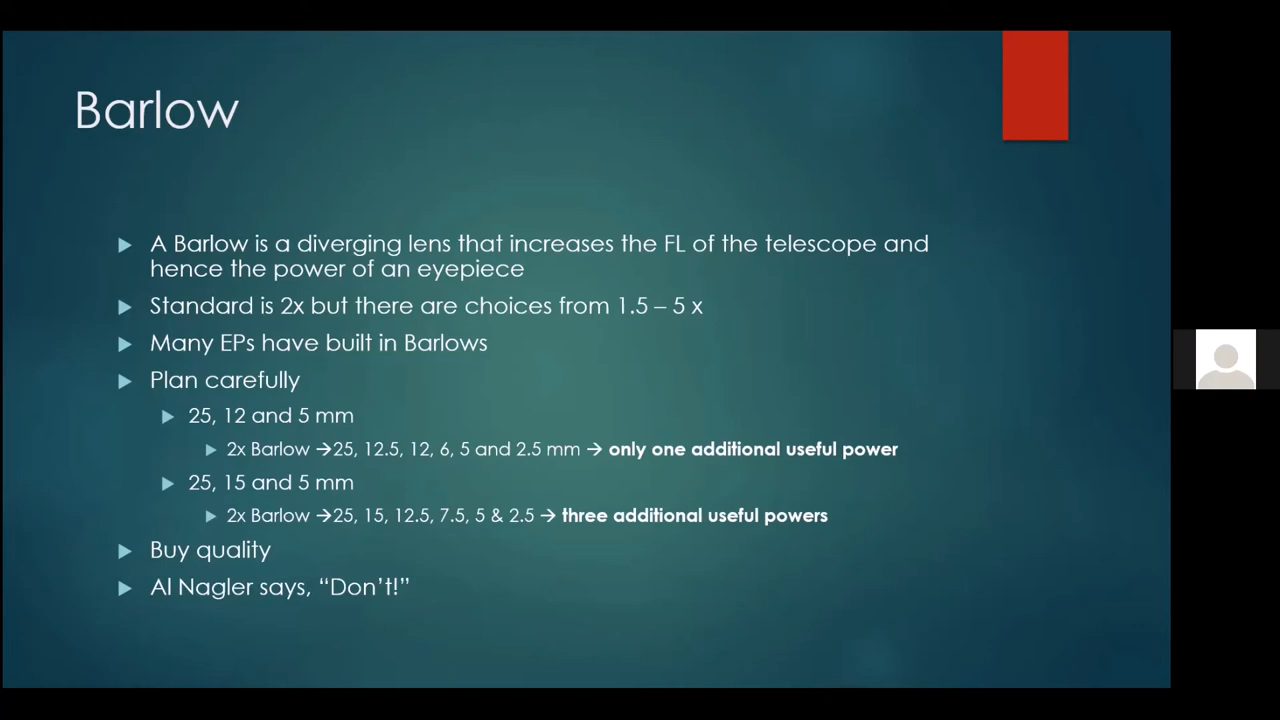 Barlow
A Barlow is a diverging lens that increases the FL of the telescope and
hence the power of an eyepiece
Standard is 2x but there are choices from 1.5 – 5 x
Many EPs have built in Barlows
Plan carefully
25, 12 and 5 mm
2x Barlow →25, 12.5, 12, 6, 5 and 2.5 mm → only one additional useful power
25, 15 and 5 mm
2x Barlow →25, 15, 12.5, 7.5, 5 & 2.5 → three additional useful powers
Buy quality
Al Nagler says, “Don’t!”